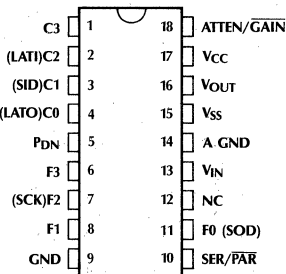 C3 1 18 ATTEN/GAIN
(LATI)C2 2 17 VCC
(SID)C1 3 16 VOUT
(LATO)C0 4 15 VSS
PDN 5 14 A GND
F3 6 13 VIN
(SCK)F2 7 12 NC
F1 8 11 F0 (SOD)
GND 9 10 SER/PAR